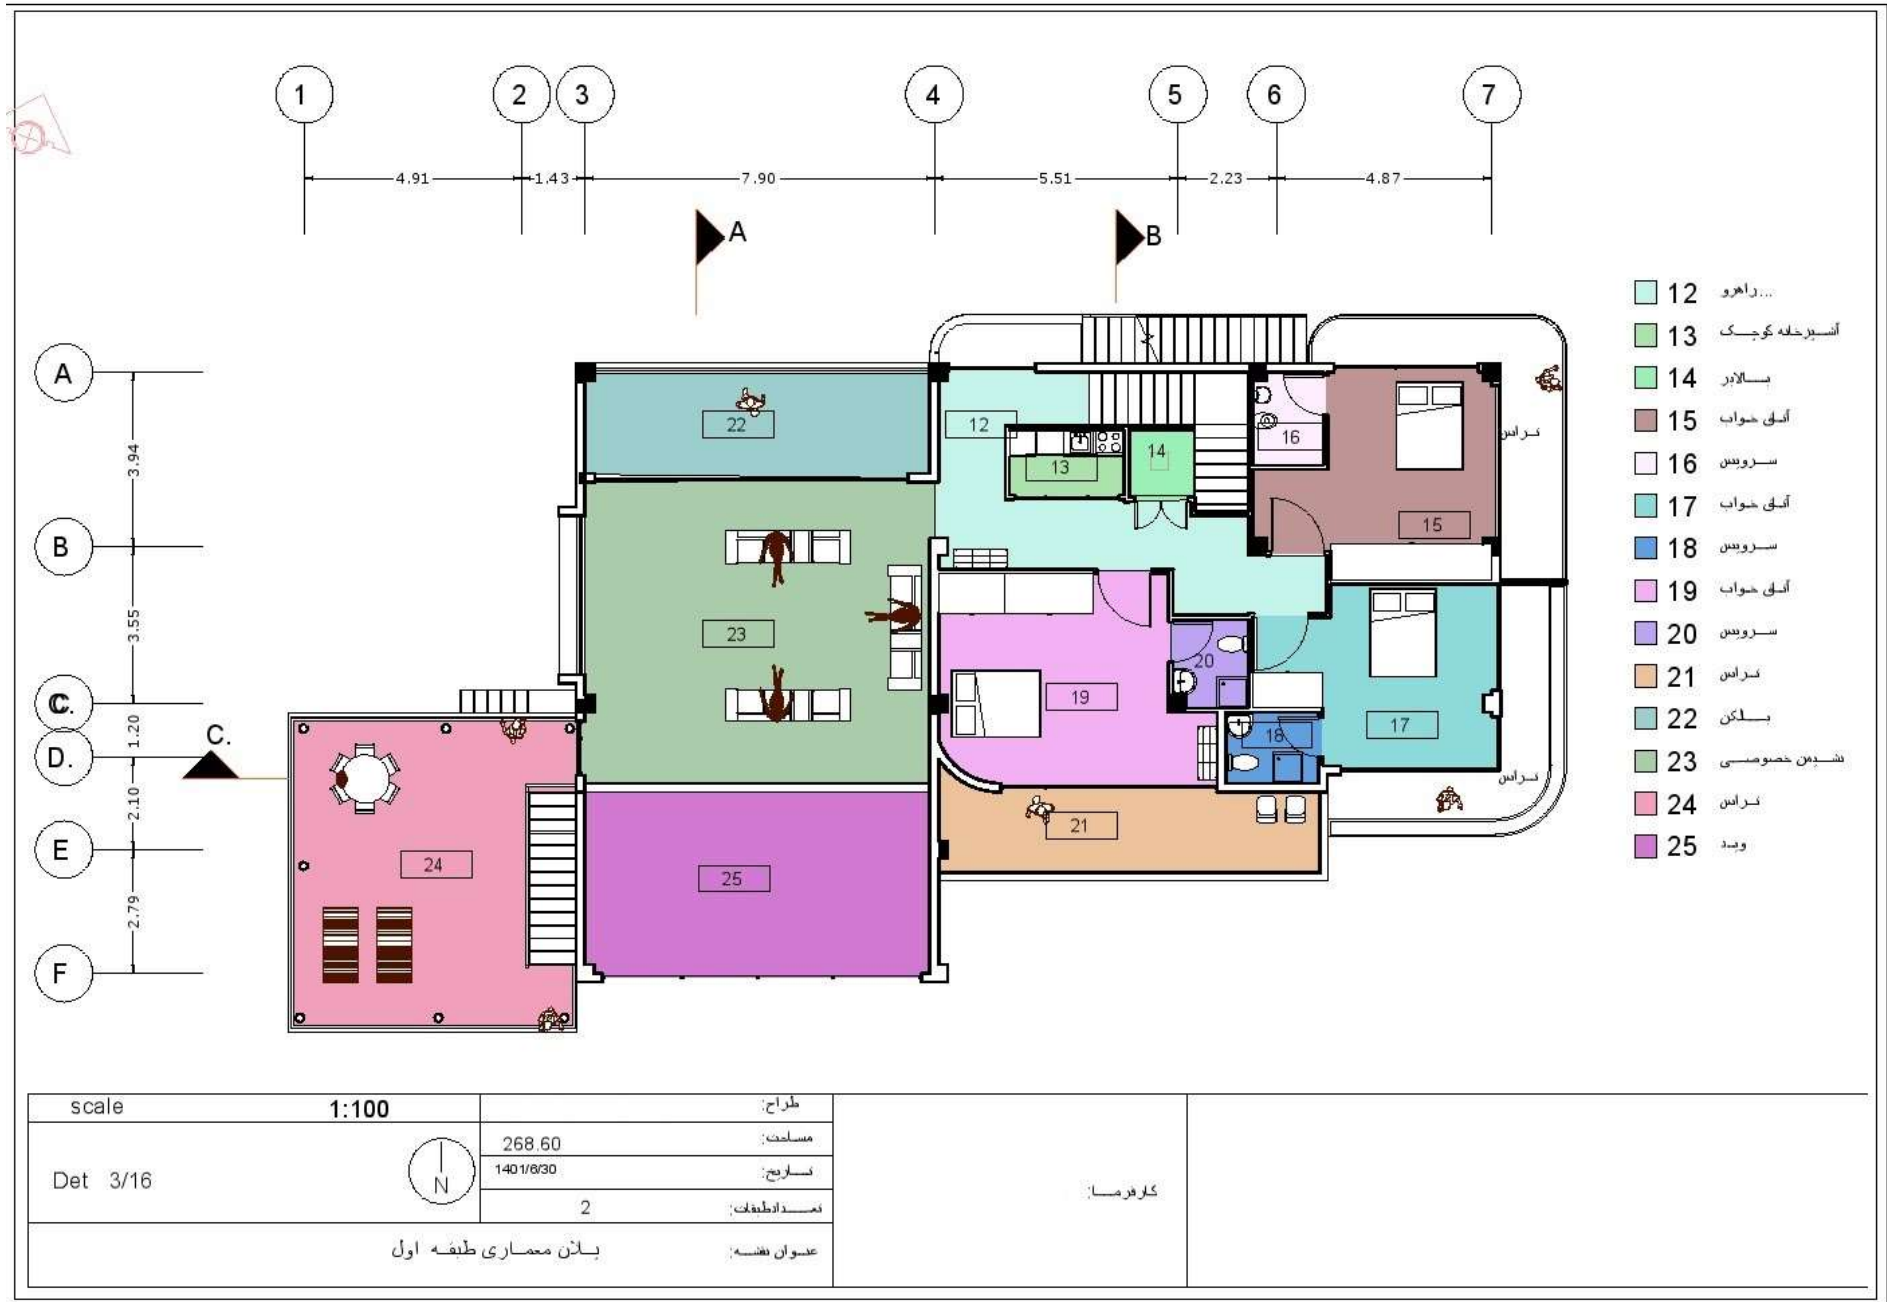 1 2 3 4 5 6 7
4.91 1.43 7.90 5.51 2.23 4.87
A B
A
B
C.
D.
E
F
3.94
3.55
1.20
2.10
2.79
C.
12 راهرو...
13 آشپزخانه کوچک
14 بالابر
15 آتاق خواب
16 سرویس
17 آتاق خواب
18 سرویس
19 آتاق خواب
20 سرویس
21 تراس
22 بالکن
23 نشیمن خصوصی
24 تراس
25 وید
22
12
13
14
16
15
تراس
23
19
20
17
18
تراس
21
24
25
scale 1:100
Det 3/16
N
طراح:
مساحت: 268.60
تاریخ: 1401/6/30
تعدادطبقات: 2
عنوان نقشه: پلان معماری طبقه اول
کارفرما: